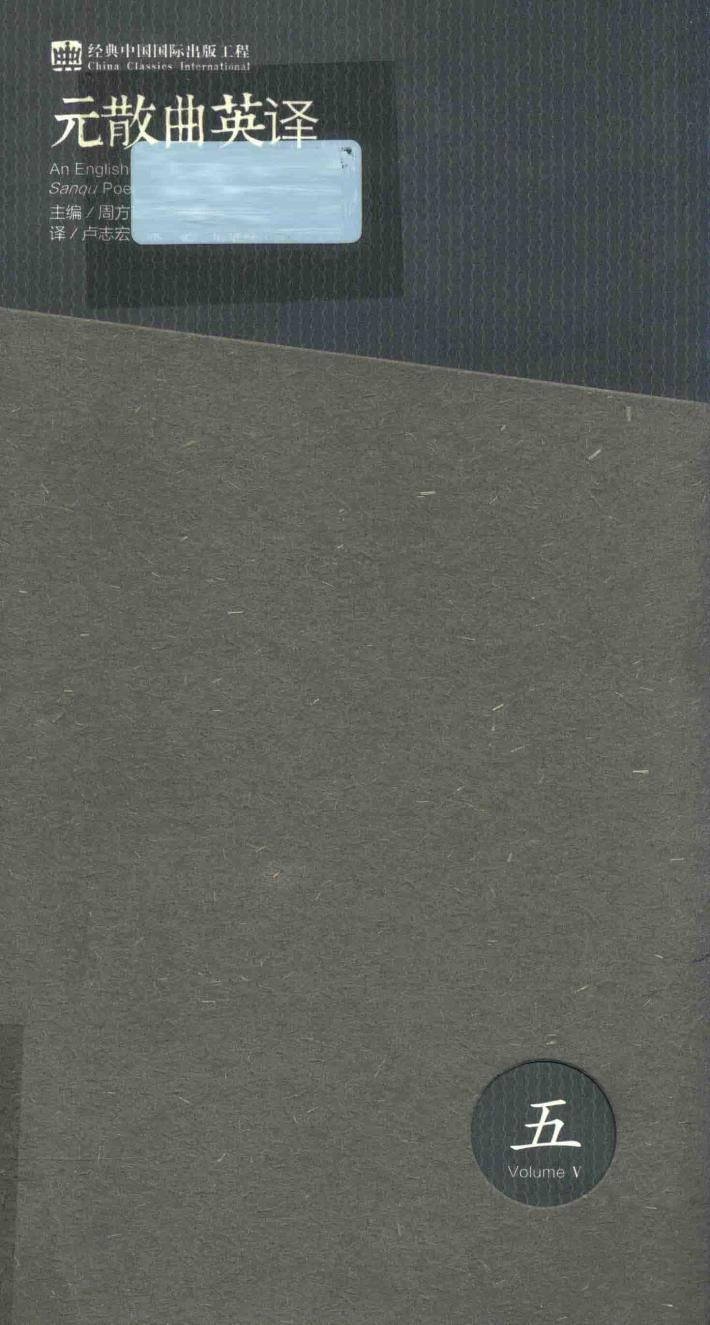 经典中国国际出版工程
China Classics International
元散曲英译
An English
Sanqu
主编 / 周方
译 / 卢志宏
五
Volume V